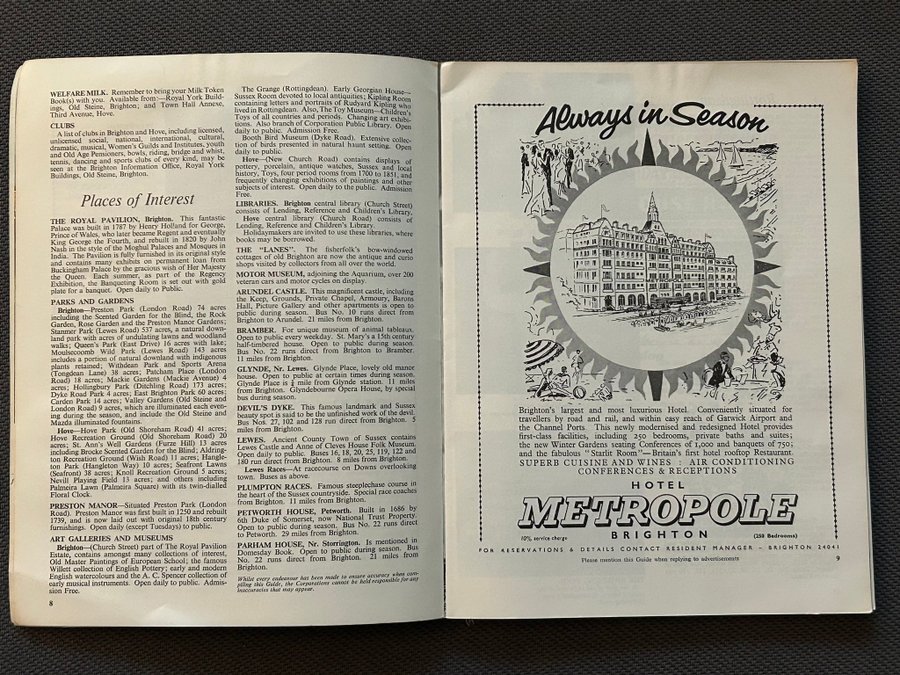 WELFARE MILK. Remember to bring your Milk Token
Book(s) with you. Available from:—Royal York Build-
ings, Old Steine, Brighton; and Town Hall Annexe,
Third Avenue, Hove.
CLUBS
A list of clubs in Brighton and Hove, including licensed,
unlicensed social, national, international, cultural,
dramatic, musical, Women's Guilds and Institutes, youth
and Old Age Pensioners, bowls, riding, bridge and whist,
tennis, dancing and sports clubs of every kind, may be
seen at the Brighton Information Office, Royal York
Buildings, Old Steine, Brighton.
Places of Interest
THE ROYAL PAVILION, Brighton. This fantastic
Palace was built in 1787 by Henry Holland for George,
Prince of Wales, who later became Regent and eventually
King George the Fourth, and rebuilt in 1820 by John
Nash in the style of the Moghul Palaces and Mosques in
India. The Pavilion is fully furnished in its original style
and contains many exhibits on permanent loan from
Buckingham Palace by the gracious wish of Her Majesty
the Queen. Each summer, as part of the Regency
Exhibition, the Banqueting Room is set out with gold
plate for a banquet. Open daily to Public.
PARKS AND GARDENS
Brighton—Preston Park (London Road) 74 acres
including the Scented Garden for the Blind, the Rock
Garden, Rose Garden and the Preston Manor Gardens;
Stanmer Park (Lewes Road) 537 acres, a natural down-
land park with acres of undulating lawns and woodland
walks; Queen's Park (East Drive) 16 acres with lake;
Moulsecoomb Wild Park (Lewes Road) 143 acres
includes a portion of natural downland with indigenous
plants retained; Withdean Park and Sports Arena
(Tongdean Lane) 38 acres; Patcham Place (London
Road) 18 acres; Mackie Gardens (Mackie Avenue) 4
acres; Hollingbury Park (Ditchling Road) 173 acres
Dyke Road Park 4 acres; East Brighton Park 60 acres;
Carden Park 14 acres; Valley Gardens (Old Steine and
London Road) 9 acres, which are illuminated each even-
ing during the season, and include the Old Steine and
Mazda illuminated fountains.
Hove—Hove Park (Old Shoreham Road) 41 acres;
Hove Recreation Ground (Old Shoreham Road) 20
acres; St. Ann's Well Gardens (Furze Hill) 13 acres
including Brocke Scented Garden for the Blind; Aldring-
ton Recreation Ground (Wish Road) 11 acres; Hangle-
ton Park (Hangleton Way) 10 acres; Seafront Lawns
(Seafront) 38 acres; Knoll Recreation Ground 5 acres;
Nevill Playing Field 13 acres; and others including
Palmeira Lawn (Palmeira Square) with its twin-dialled
Floral Clock.
PRESTON MANOR—Situated Preston Park (London
Road). Preston Manor was first built in 1250 and rebuilt
1739, and is now laid out with original 18th century
furnishings. Open daily (except Tuesdays) to public.
ART GALLERIES AND MUSEUMS
Brighton—(Church Street) part of The Royal Pavilion
Estate, contains amongst many collections of interest,
Old Master Paintings of European School; the famous
Willett collection of English Pottery; early and modern
English watercolours and the A. C. Spencer collection of
early musical instruments. Open daily to public. Admis-
sion Free.
8
The Grange (Rottingdean). Early Georgian House—
Sussex Room devoted to local antiquities; Kipling Room
containing letters and portraits of Rudyard Kipling who
lived in Rottingdean. Also, The Toy Museum—Children's
Toys of all countries and periods. Changing art exhibi-
tions. Also branch of Corporation Public Library. Open
daily to public. Admission Free.
Booth Bird Museum (Dyke Road). Extensive collec-
tion of birds presented in natural haunt setting. Open
daily to public.
Hove—(New Church Road) contains displays of
pottery, porcelain, antique watches, Sussex and local
history, Toys, four period rooms from 1700 to 1851, and
frequently changing exhibitions of paintings and other
subjects of interest. Open daily to the public. Admission
Free.
LIBRARIES. Brighton central library (Church Street)
consists of Lending, Reference and Children's Library.
Hove central library (Church Road) consists of
Lending, Reference and Children's Library.
Holidaymakers are invited to use these libraries, where
books may be borrowed.
THE "LANES". The fisherfolk's bow-windowed
cottages of old Brighton are now the antique and curio
shops visited by collectors from all over the world.
MOTOR MUSEUM, adjoining the Aquarium, over 200
veteran cars and motor cycles on display.
ARUNDEL CASTLE. This magnificent castle, including
the Keep, Grounds, Private Chapel, Armoury, Barons
Hall, Picture Gallery and other apartments is open to
public during season. Bus No. 10 runs direct from
Brighton to Arundel. 21 miles from Brighton.
BRAMBER. For unique museum of animal tableaux.
Open to public every weekday. St. Mary's a 15th century
half-timbered house. Open to public during season.
Bus No. 22 runs direct from Brighton to Bramber.
11 miles from Brighton.
GLYNDE, Nr. Lewes. Glynde Place, lovely old manor
house. Open to public at certain times during season.
Glynde Place is ½ mile from Glynde station. 11 miles
from Brighton. Glyndebourne Opera House, by special
bus during season.
DEVIL'S DYKE. This famous landmark and Sussex
beauty spot is said to be the unfinished work of the devil.
Bus Nos. 27, 102 and 128 run direct from Brighton. 5
miles from Brighton.
LEWES. Ancient County Town of Sussex contains
Lewes Castle and Anne of Cleves House Folk Museum.
Open daily to public. Buses 16, 18, 20, 25, 119, 122 and
180 run direct from Brighton. 8 miles from Brighton.
Lewes Races—At racecourse on Downs overlooking
town. Buses as above.
PLUMPTON RACES. Famous steeplechase course in
the heart of the Sussex countryside. Special race coaches
from Brighton. 11 miles from Brighton.
PETWORTH HOUSE, Petworth. Built in 1686 by
6th Duke of Somerset, now National Trust Property.
Open to public during season. Bus No. 22 runs direct
to Petworth. 29 miles from Brighton.
PARHAM HOUSE, Nr. Storrington. Is mentioned in
Domesday Book. Open to public during season. Bus
No. 22 runs direct from Brighton. 21 miles from
Brighton.
Whilst every endeavour has been made to ensure accuracy when com-
piling this Guide, the Corporations cannot be held responsible for any
inaccuracies that may appear.
Always in Season
Brighton's largest and most luxurious Hotel. Conveniently situated for
travellers by road and rail, and within easy reach of Gatwick Airport and
the Channel Ports. This newly modernised and redesigned Hotel provides
first-class facilities, including 250 bedrooms, private baths and suites;
the new Winter Gardens seating Conferences of 1,000 and banquets of 750;
and the fabulous "Starlit Room"—Britain's first hotel rooftop Restaurant.
SUPERB CUISINE AND WINES : AIR CONDITIONING
CONFERENCES & RECEPTIONS
HOTEL
METROPOLE
10% service charge BRIGHTON (250 Bedrooms)
FOR RESERVATIONS & DETAILS CONTACT RESIDENT MANAGER – BRIGHTON 24041
Please mention this Guide when replying to advertisements
9